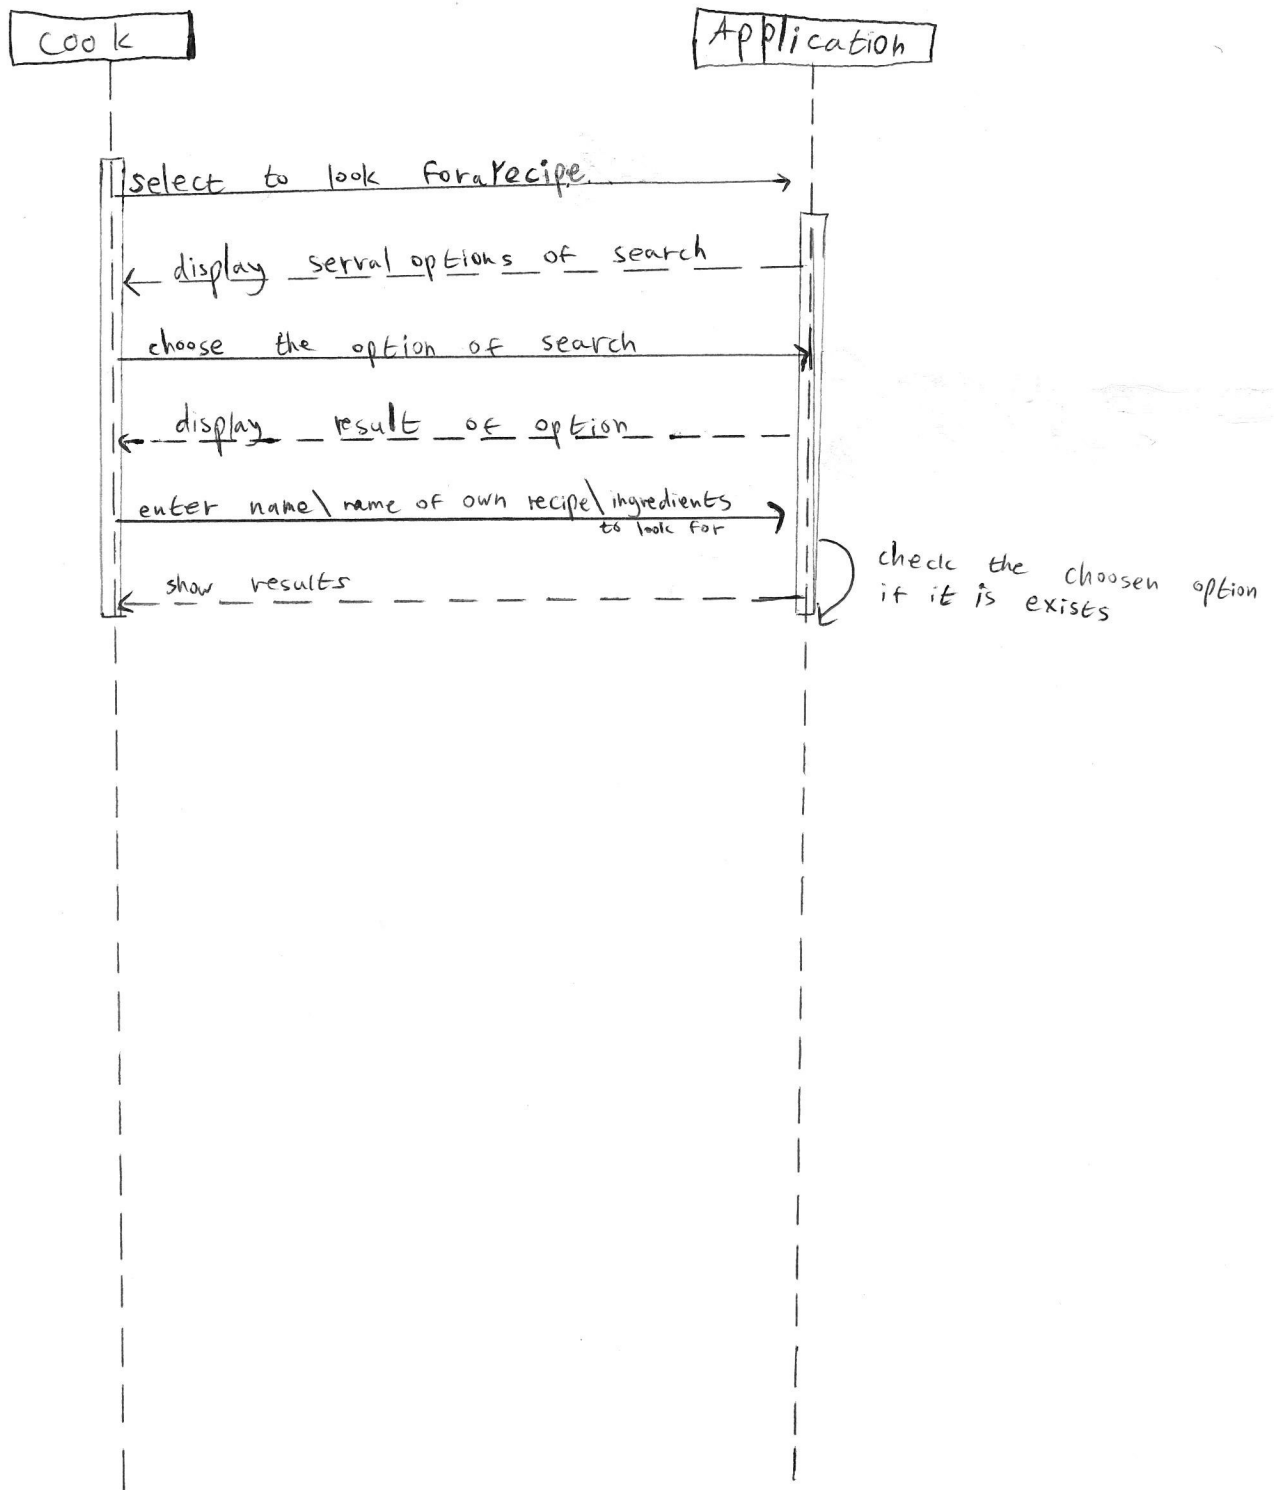 Cook
Application
select to look for a recipe
display serval options of search
choose the option of search
display result of option
enter name\ name of own recipe\ ingredients
to look for
check the choosen option
if it is exists
show results